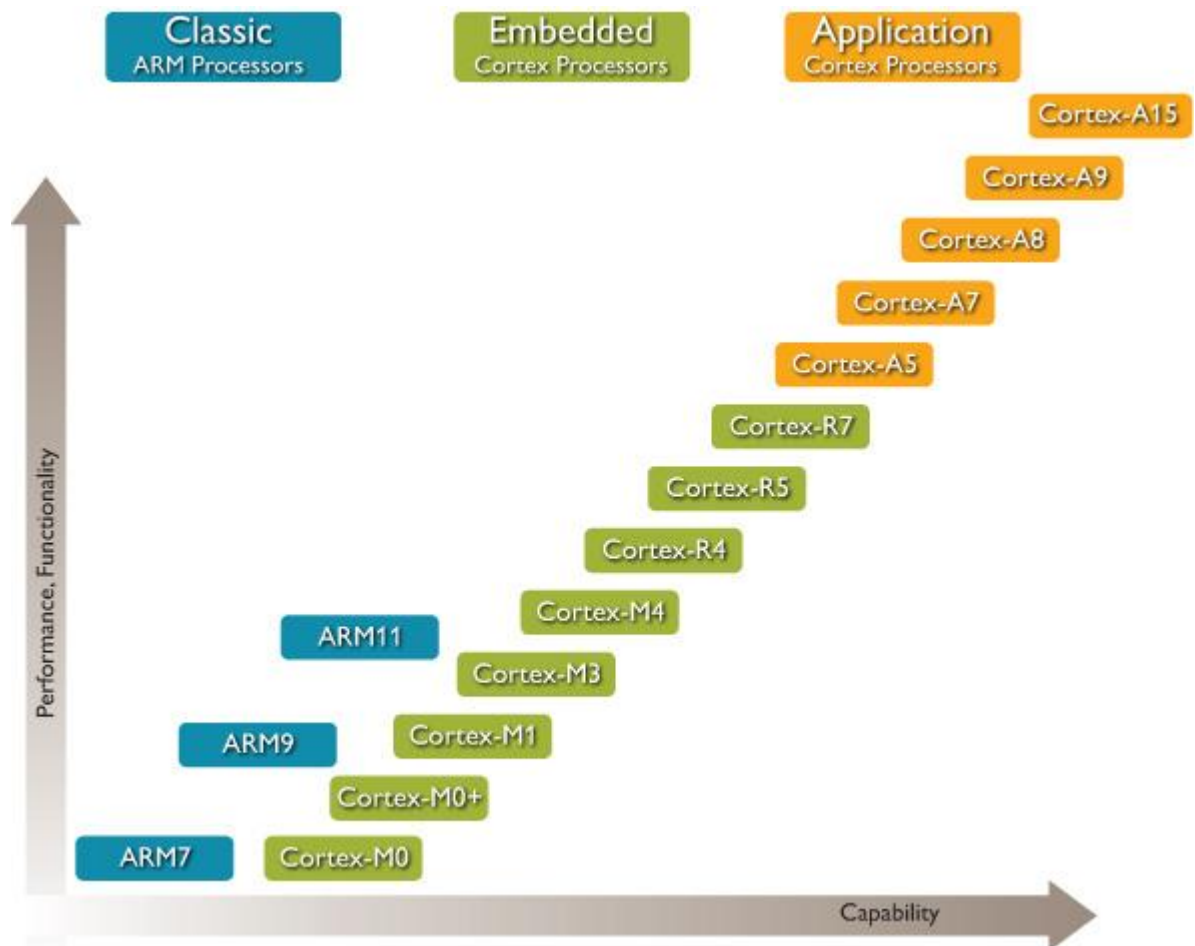 Classic
ARM Processors
Embedded
Cortex Processors
Application
Cortex Processors
Cortex-A15
Cortex-A9
Cortex-A8
Cortex-A7
Cortex-A5
Cortex-R7
Cortex-R5
Cortex-R4
Cortex-M4
ARM11
Cortex-M3
Cortex-M1
ARM9
Cortex-M0+
ARM7
Cortex-M0
Performance, Functionality
Capability